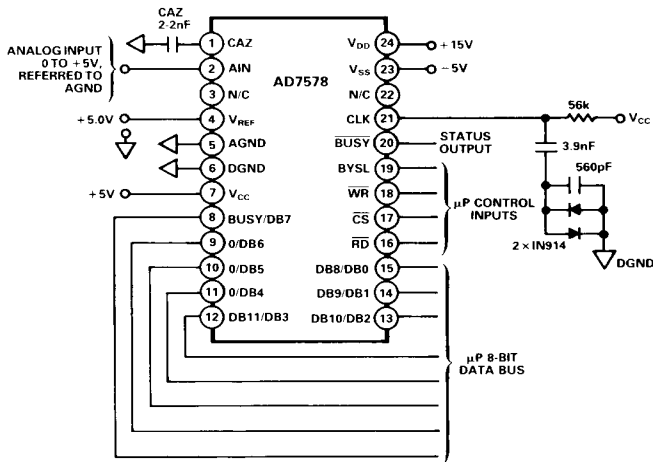 CAZ
2·2nF
ANALOG INPUT
0 TO +5V,
REFERRED TO
AGND
+5.0V
+5V
AD7578
1 CAZ
2 AIN
3 N/C
4 VREF
5 AGND
6 DGND
7 VCC
8 BUSY/DB7
9 0/DB6
10 0/DB5
11 0/DB4
12 DB11/DB3
VDD 24
VSS 23
N/C 22
CLK 21
BUSY 20
BYSL 19
WR 18
CS 17
RD 16
DB8/DB0 15
DB9/DB1 14
DB10/DB2 13
+15V
−5V
STATUS
OUTPUT
μP CONTROL
INPUTS
56k
VCC
3.9nF
560pF
2 × IN914
DGND
μP 8-BIT
DATA BUS